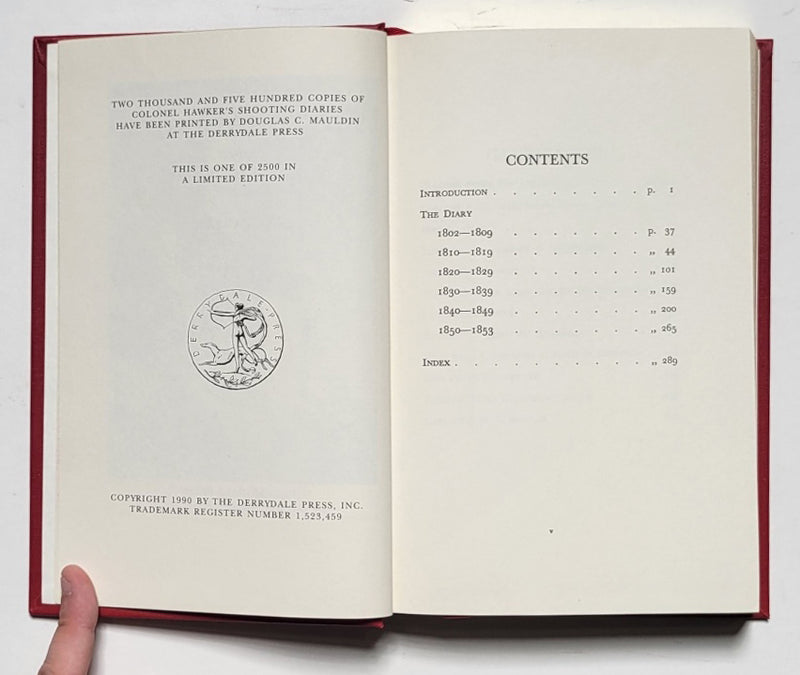 TWO THOUSAND AND FIVE HUNDRED COPIES OF
COLONEL HAWKER'S SHOOTING DIARIES
HAVE BEEN PRINTED BY DOUGLAS C. MAULDIN
AT THE DERRYDALE PRESS
THIS IS ONE OF 2500 IN
A LIMITED EDITION
DERRYDALE·PRESS
COPYRIGHT 1990 BY THE DERRYDALE PRESS, INC.
TRADEMARK REGISTER NUMBER 1,523,459
CONTENTS
INTRODUCTION . . . . . . . . p. 1
THE DIARY
1802—1809 . . . . . . . p. 37
1810—1819 . . . . . . . „ 44
1820—1829 . . . . . . . „ 101
1830—1839 . . . . . . . „ 159
1840—1849 . . . . . . . „ 200
1850—1853 . . . . . . . „ 265
INDEX . . . . . . . . . . „ 289
v